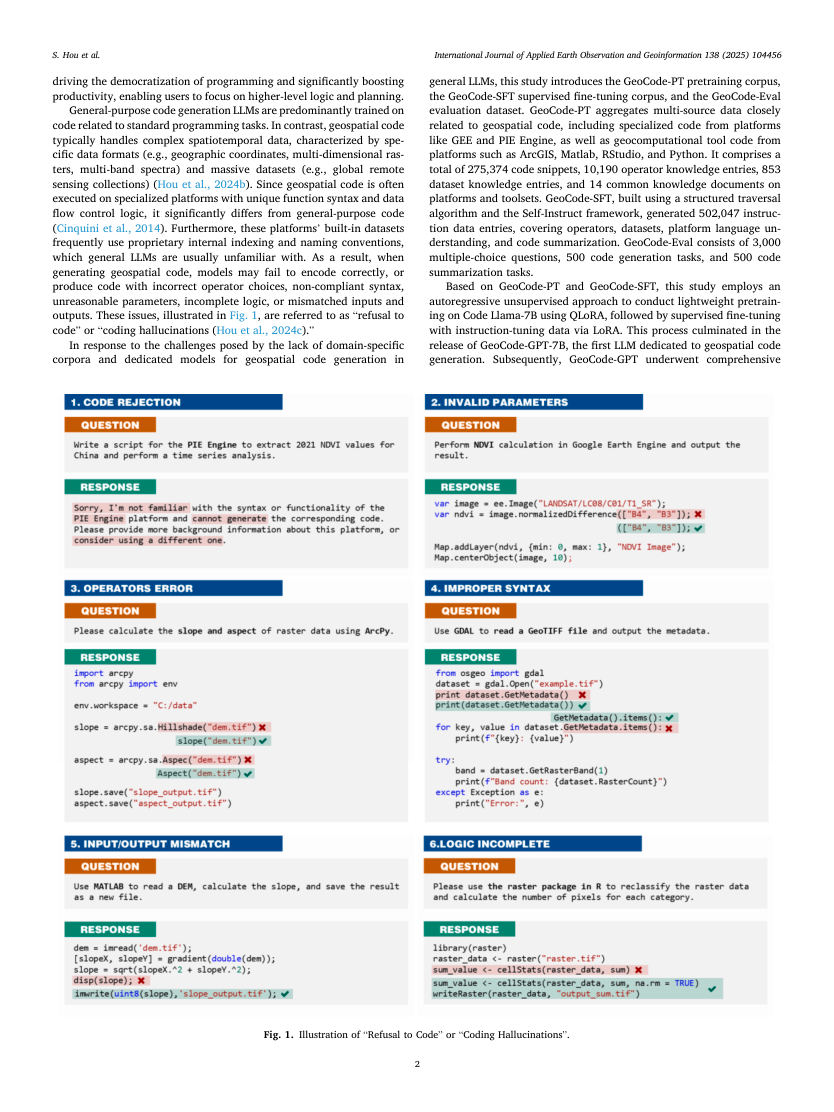 S. Hou et al.
International Journal of Applied Earth Observation and Geoinformation 138 (2025) 104456
driving the democratization of programming and significantly boosting
productivity, enabling users to focus on higher-level logic and planning.
General-purpose code generation LLMs are predominantly trained on
code related to standard programming tasks. In contrast, geospatial code
typically handles complex spatiotemporal data, characterized by spe-
cific data formats (e.g., geographic coordinates, multi-dimensional ras-
ters, multi-band spectra) and massive datasets (e.g., global remote
sensing collections) (Hou et al., 2024b). Since geospatial code is often
executed on specialized platforms with unique function syntax and data
flow control logic, it significantly differs from general-purpose code
(Cinquini et al., 2014). Furthermore, these platforms' built-in datasets
frequently use proprietary internal indexing and naming conventions,
which general LLMs are usually unfamiliar with. As a result, when
generating geospatial code, models may fail to encode correctly, or
produce code with incorrect operator choices, non-compliant syntax,
unreasonable parameters, incomplete logic, or mismatched inputs and
outputs. These issues, illustrated in Fig. 1, are referred to as “refusal to
code” or “coding hallucinations (Hou et al., 2024c).”
In response to the challenges posed by the lack of domain-specific
corpora and dedicated models for geospatial code generation in
general LLMs, this study introduces the GeoCode-PT pretraining corpus,
the GeoCode-SFT supervised fine-tuning corpus, and the GeoCode-Eval
evaluation dataset. GeoCode-PT aggregates multi-source data closely
related to geospatial code, including specialized code from platforms
like GEE and PIE Engine, as well as geocomputational tool code from
platforms such as ArcGIS, Matlab, RStudio, and Python. It comprises a
total of 275,374 code snippets, 10,190 operator knowledge entries, 853
dataset knowledge entries, and 14 common knowledge documents on
platforms and toolsets. GeoCode-SFT, built using a structured traversal
algorithm and the Self-Instruct framework, generated 502,047 instruc-
tion data entries, covering operators, datasets, platform language un-
derstanding, and code summarization. GeoCode-Eval consists of 3,000
multiple-choice questions, 500 code generation tasks, and 500 code
summarization tasks.
Based on GeoCode-PT and GeoCode-SFT, this study employs an
autoregressive unsupervised approach to conduct lightweight pretrain-
ing on Code Llama-7B using QLoRA, followed by supervised fine-tuning
with instruction-tuning data via LoRA. This process culminated in the
release of GeoCode-GPT-7B, the first LLM dedicated to geospatial code
generation. Subsequently, GeoCode-GPT underwent comprehensive
1. CODE REJECTION
QUESTION
Write a script for the PIE Engine to extract 2021 NDVI values for
China and perform a time series analysis.
RESPONSE
Sorry, I'm not familiar with the syntax or functionality of the
PIE Engine platform and cannot generate the corresponding code.
Please provide more background information about this platform, or
consider using a different one.
2. INVALID PARAMETERS
QUESTION
Perform NDVI calculation in Google Earth Engine and output the
result.
RESPONSE
var image = ee.Image("LANDSAT/LC08/C01/T1_SR");
var ndvi = image.normalizedDifference(["B4", "B3"]); ✖
(["B4", "B3"]); ✔
Map.addLayer(ndvi, {min: 0, max: 1}, "NDVI Image");
Map.centerObject(image, 10);
3. OPERATORS ERROR
QUESTION
Please calculate the slope and aspect of raster data using ArcPy.
RESPONSE
import arcpy
from arcpy import env
env.workspace = "C:/data"
slope = arcpy.sa.Hillshade("dem.tif") ✖
slope("dem.tif") ✔
aspect = arcpy.sa.Aspec("dem.tif") ✖
Aspect("dem.tif") ✔
slope.save("slope_output.tif")
aspect.save("aspect_output.tif")
4. IMPROPER SYNTAX
QUESTION
Use GDAL to read a GeoTIFF file and output the metadata.
RESPONSE
from osgeo import gdal
dataset = gdal.Open("example.tif")
print dataset.GetMetadata() ✖
print(dataset.GetMetadata()) ✔
GetMetadata().items(): ✔
for key, value in dataset.GetMetadata.items(): ✖
print(f"{key}: {value}")
try:
band = dataset.GetRasterBand(1)
print(f"Band count: {dataset.RasterCount}")
except Exception as e:
print("Error:", e)
5. INPUT/OUTPUT MISMATCH
QUESTION
Use MATLAB to read a DEM, calculate the slope, and save the result
as a new file.
RESPONSE
dem = imread('dem.tif');
[slopeX, slopeY] = gradient(double(dem));
slope = sqrt(slopeX.^2 + slopeY.^2);
disp(slope); ✖
imwrite(uint8(slope),'slope_output.tif'); ✔
6.LOGIC INCOMPLETE
QUESTION
Please use the raster package in R to reclassify the raster data
and calculate the number of pixels for each category.
RESPONSE
library(raster)
raster_data <- raster("raster.tif")
sum_value <- cellStats(raster_data, sum) ✖
sum_value <- cellStats(raster_data, sum, na.rm = TRUE) ✔
writeRaster(raster_data, "output_sum.tif")
Fig. 1. Illustration of “Refusal to Code” or “Coding Hallucinations”.
2